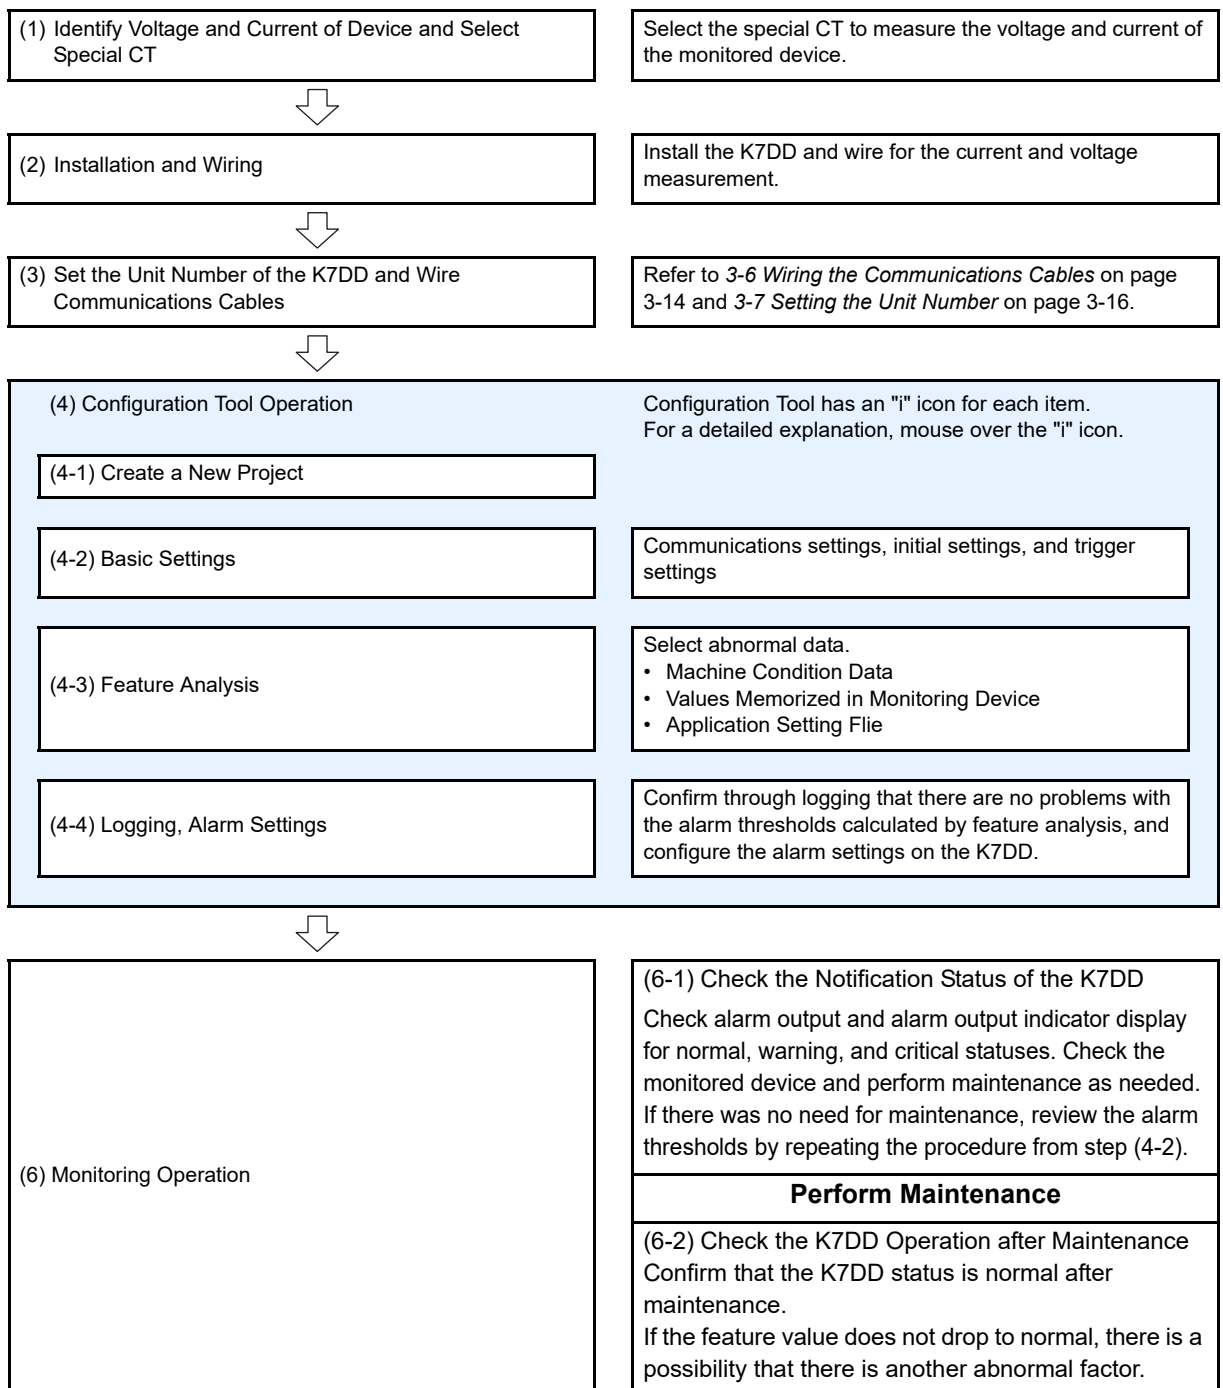 (1) Identify Voltage and Current of Device and Select
Special CT
Select the special CT to measure the voltage and current of
the monitored device.
(2) Installation and Wiring
Install the K7DD and wire for the current and voltage
measurement.
(3) Set the Unit Number of the K7DD and Wire
Communications Cables
Refer to 3-6 Wiring the Communications Cables on page
3-14 and 3-7 Setting the Unit Number on page 3-16.
(4) Configuration Tool Operation
Configuration Tool has an "i" icon for each item.
For a detailed explanation, mouse over the "i" icon.
(4-1) Create a New Project
(4-2) Basic Settings
Communications settings, initial settings, and trigger
settings
(4-3) Feature Analysis
Select abnormal data.
• Machine Condition Data
• Values Memorized in Monitoring Device
• Application Setting Flie
(4-4) Logging, Alarm Settings
Confirm through logging that there are no problems with
the alarm thresholds calculated by feature analysis, and
configure the alarm settings on the K7DD.
(6) Monitoring Operation
(6-1) Check the Notification Status of the K7DD
Check alarm output and alarm output indicator display
for normal, warning, and critical statuses. Check the
monitored device and perform maintenance as needed.
If there was no need for maintenance, review the alarm
thresholds by repeating the procedure from step (4-2).
Perform Maintenance
(6-2) Check the K7DD Operation after Maintenance
Confirm that the K7DD status is normal after
maintenance.
If the feature value does not drop to normal, there is a
possibility that there is another abnormal factor.